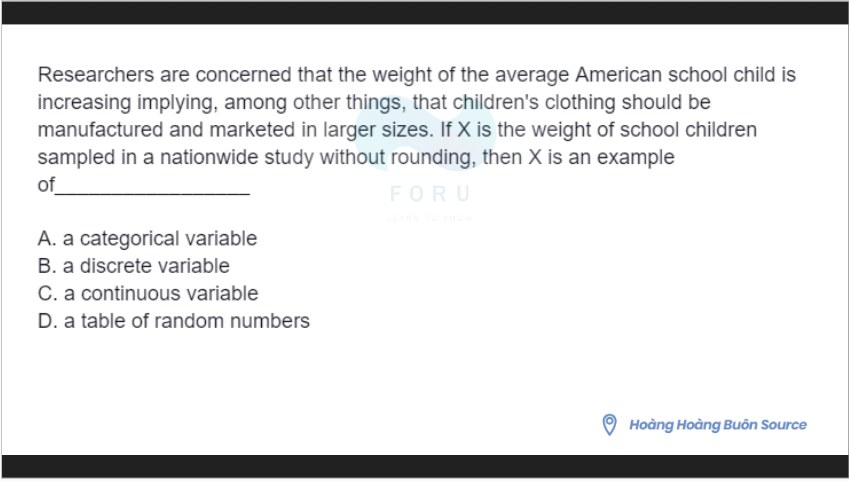 Researchers are concerned that the weight of the average American school child is
increasing implying, among other things, that children's clothing should be
manufactured and marketed in larger sizes. If X is the weight of school children
sampled in a nationwide study without rounding, then X is an example
of__________________
FORU
A. a categorical variable
B. a discrete variable
C. a continuous variable
D. a table of random numbers
Hoàng Hoàng Buôn Source